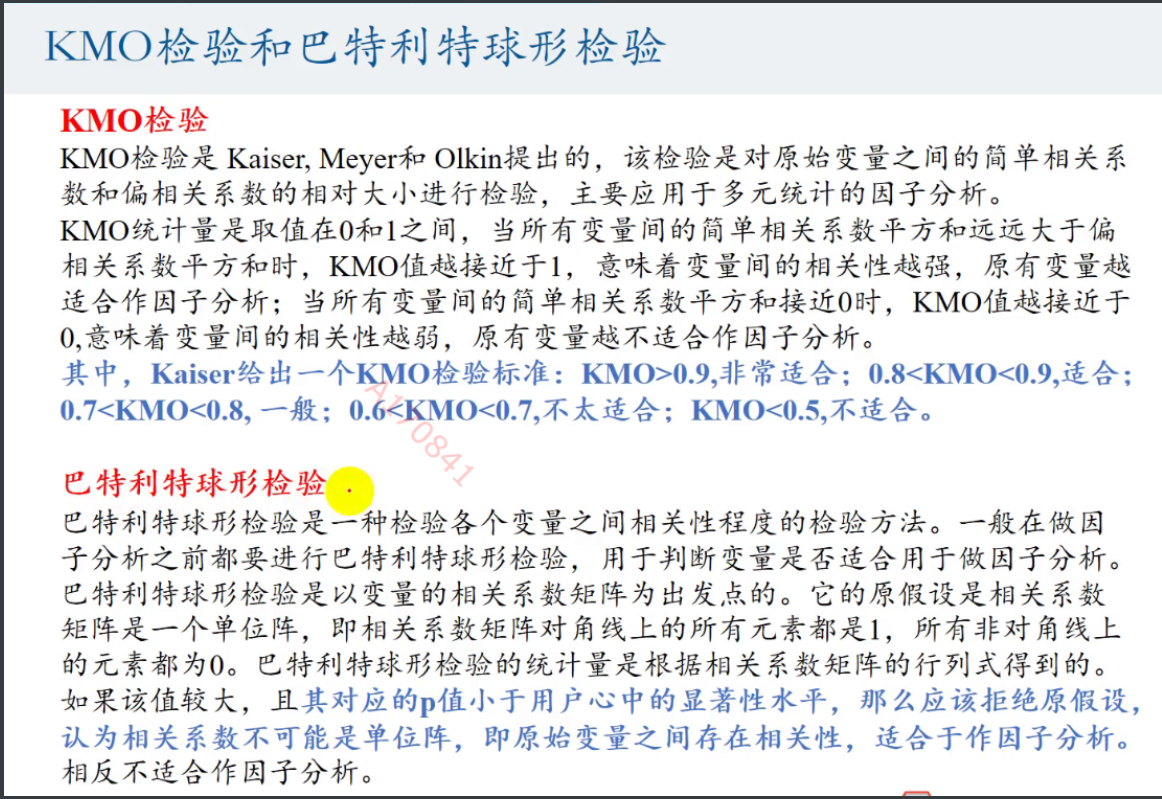 KMO检验和巴特利特球形检验
KMO检验
KMO检验是 Kaiser, Meyer和 Olkin提出的，该检验是对原始变量之间的简单相关系
数和偏相关系数的相对大小进行检验，主要应用于多元统计的因子分析。
KMO统计量是取值在0和1之间，当所有变量间的简单相关系数平方和远远大于偏
相关系数平方和时，KMO值越接近于1，意味着变量间的相关性越强，原有变量越
适合作因子分析；当所有变量间的简单相关系数平方和接近0时，KMO值越接近于
0,意味着变量间的相关性越弱，原有变量越不适合作因子分析。
其中，Kaiser给出一个KMO检验标准：KMO>0.9,非常适合；0.8<KMO<0.9,适合；
0.7<KMO<0.8, 一般；0.6<KMO<0.7,不太适合；KMO<0.5,不适合。
A170841
巴特利特球形检验
巴特利特球形检验是一种检验各个变量之间相关性程度的检验方法。一般在做因
子分析之前都要进行巴特利特球形检验，用于判断变量是否适合用于做因子分析。
巴特利特球形检验是以变量的相关系数矩阵为出发点的。它的原假设是相关系数
矩阵是一个单位阵，即相关系数矩阵对角线上的所有元素都是1，所有非对角线上
的元素都为0。巴特利特球形检验的统计量是根据相关系数矩阵的行列式得到的。
如果该值较大，且其对应的p值小于用户心中的显著性水平，那么应该拒绝原假设，
认为相关系数不可能是单位阵，即原始变量之间存在相关性，适合于作因子分析。
相反不适合作因子分析。